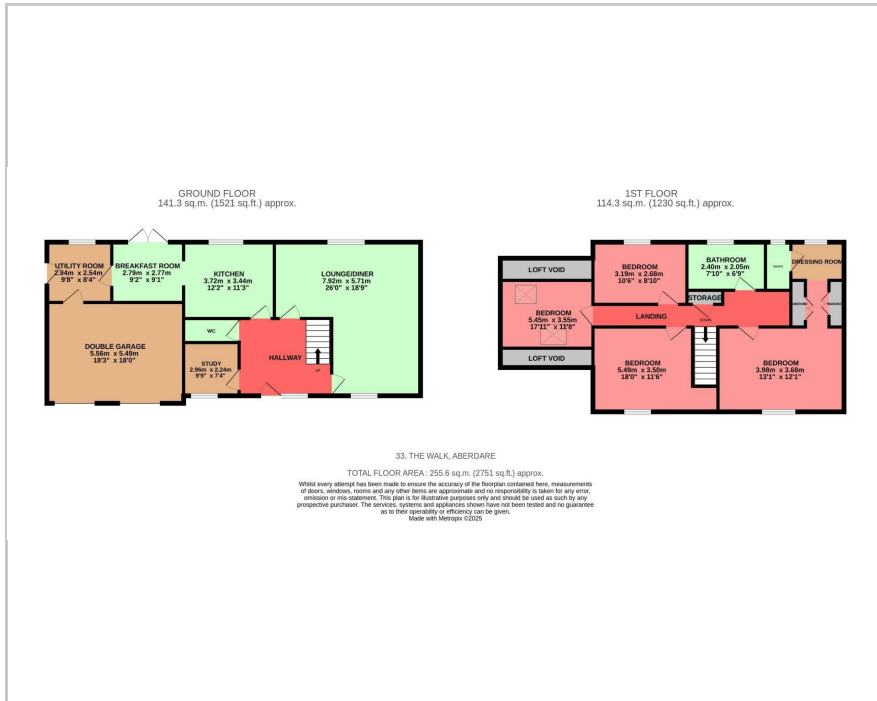 GROUND FLOOR
141.3 sq.m. (1521 sq.ft.) approx.
UTILITY ROOM
2.94m x 2.54m
9'8" x 8'4"
BREAKFAST ROOM
2.79m x 2.77m
9'2" x 9'1"
KITCHEN
3.72m x 3.44m
12'2" x 11'3"
LOUNGE/DINER
7.92m x 5.71m
26'0" x 18'9"
WC
DOUBLE GARAGE
5.56m x 5.49m
18'3" x 18'0"
STUDY
2.96m x 2.24m
9'9" x 7'4"
HALLWAY
UP
1ST FLOOR
114.3 sq.m. (1230 sq.ft.) approx.
LOFT VOID
BEDROOM
3.19m x 2.68m
10'6" x 8'10"
BATHROOM
2.40m x 2.05m
7'10" x 6'9"
DRESSING ROOM
STORAGE
BEDROOM
5.45m x 3.55m
17'11" x 11'8"
LANDING
DOWN
LOFT VOID
BEDROOM
5.49m x 3.50m
18'0" x 11'6"
BEDROOM
3.98m x 3.68m
13'1" x 12'1"
33, THE WALK, ABERDARE
TOTAL FLOOR AREA : 255.6 sq.m. (2751 sq.ft.) approx.
Whilst every attempt has been made to ensure the accuracy of the floorplan contained here, measurements
of doors, windows, rooms and any other items are approximate and no responsibility is taken for any error,
omission or mis-statement. This plan is for illustrative purposes only and should be used as such by any
prospective purchaser. The services, systems and appliances shown have not been tested and no guarantee
as to their operability or efficiency can be given.
Made with Metropix ©2025